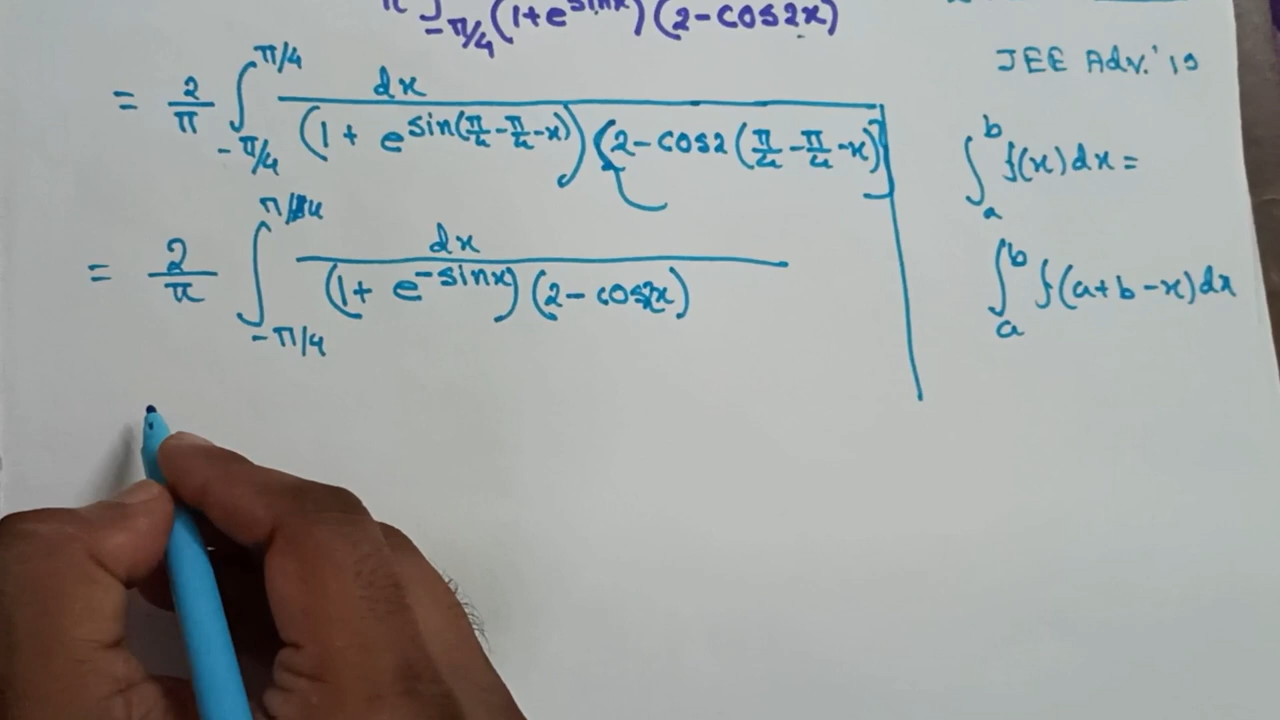 π ∫_{-π/4} (1+e^{sinx})(2-cos2x)
JEE Adv.'19
= 2/π ∫_{-π/4}^{π/4} dx / (1 + e^{sin(π/4-π/4-x)}) (2-cos2(π/4-π/4-x))
∫_a^b f(x)dx =
= 2/π ∫_{-π/4}^{π/4} dx / (1+ e^{-sinx})(2-cos2x)
∫_a^b f(a+b-x)dx